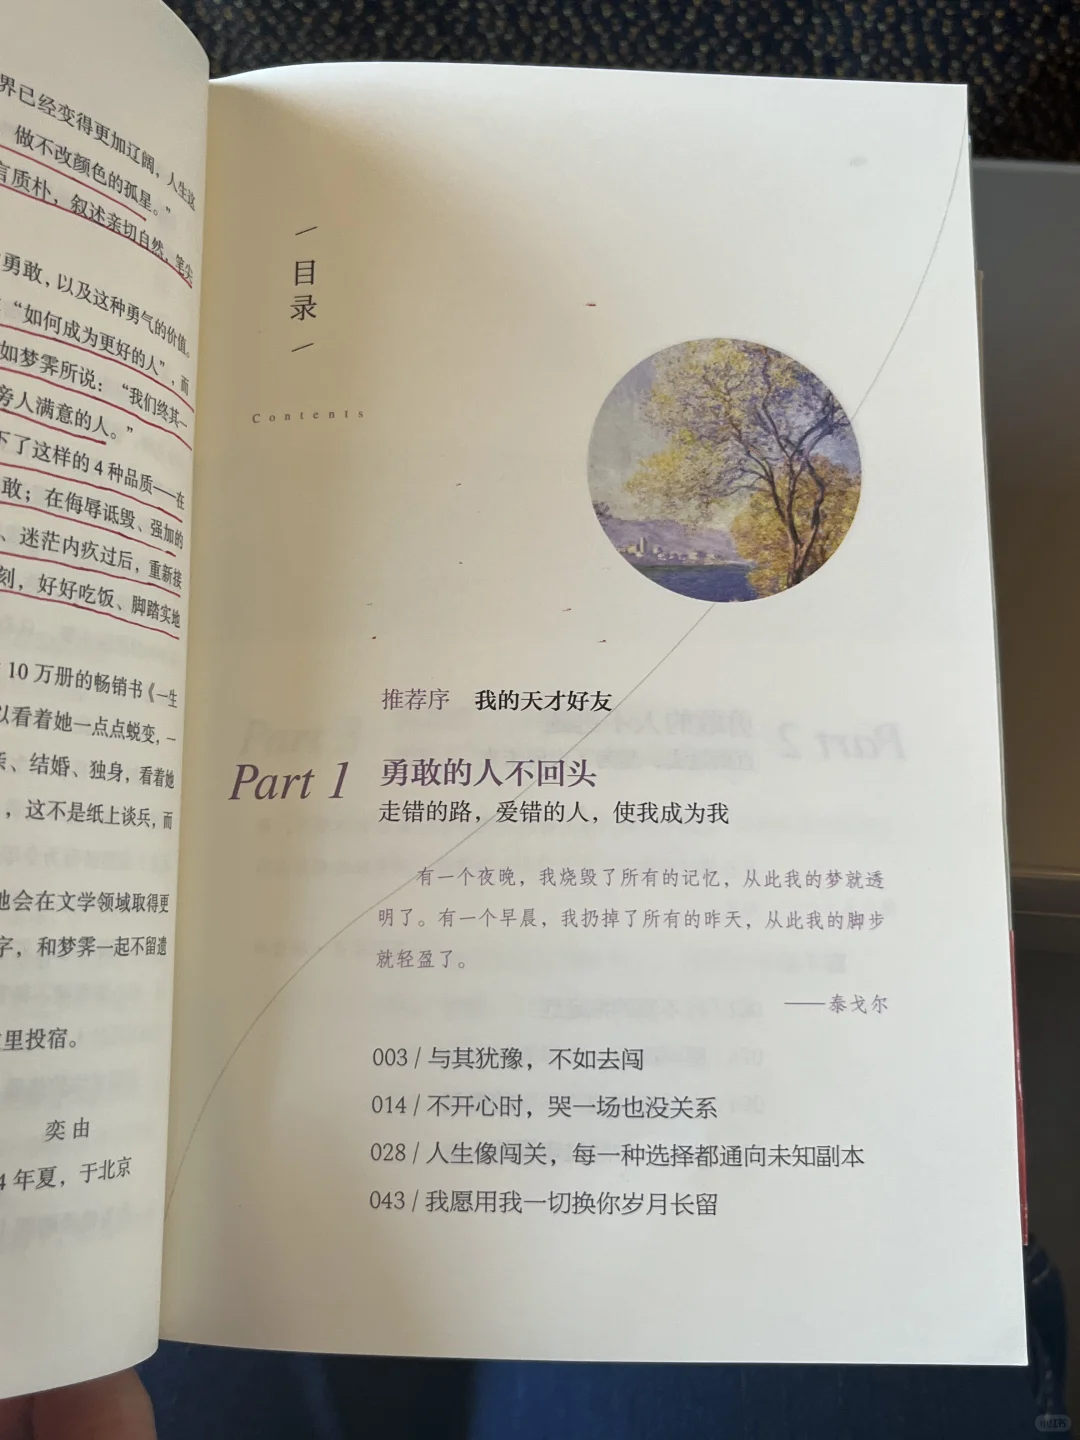 界已经变得更加辽阔，人生这
做不改颜色的孤星。”
言质朴，叙述亲切自然，笔尖
勇敢，以及这种勇气的价值。
“如何成为更好的人”，而
如梦霁所说：“我们终其一
旁人满意的人。”
下了这样的4种品质——在
敢；在侮辱诋毁、强加的
、迷茫内疚过后，重新接
刻，好好吃饭、脚踏实地
10万册的畅销书《一生
以看着她一点点蜕变，一
、结婚、独身，看着她
，这不是纸上谈兵，而
她会在文学领域取得更
字，和梦霁一起不留遗
里投宿。
奕由
4年夏，于北京
目录
Contents
推荐序 我的天才好友
Part 1 勇敢的人不回头
走错的路，爱错的人，使我成为我
有一个夜晚，我烧毁了所有的记忆，从此我的梦就透
明了。有一个早晨，我扔掉了所有的昨天，从此我的脚步
就轻盈了。
——泰戈尔
003 / 与其犹豫，不如去闯
014 / 不开心时，哭一场也没关系
028 / 人生像闯关，每一种选择都通向未知副本
043 / 我愿用我一切换你岁月长留
小红书